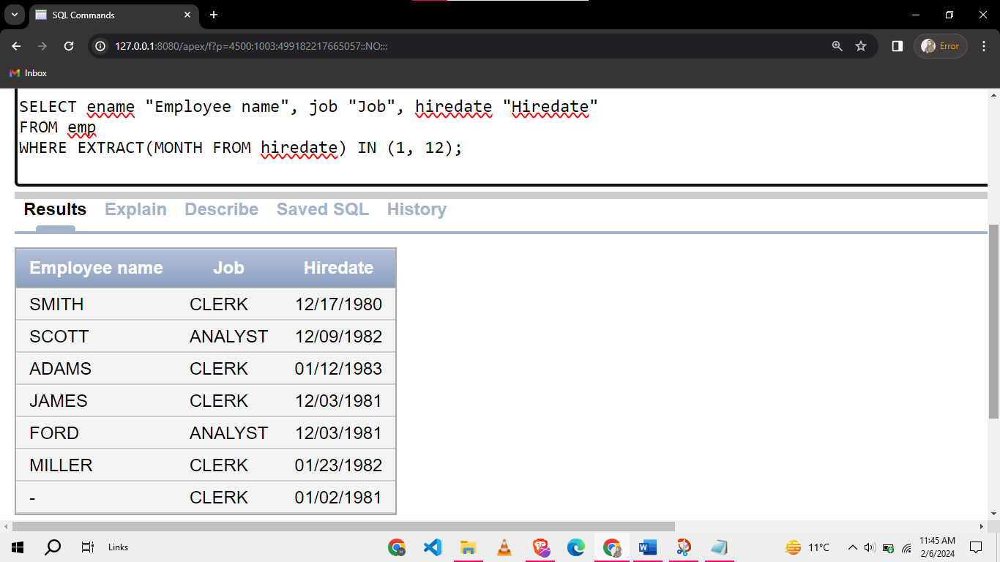 SQL Commands
127.0.0.1:8080/apex/f?p=4500:1003:499182217665057::NO:::
Error
Inbox
SELECT ename "Employee name", job "Job", hiredate "Hiredate"
FROM emp
WHERE EXTRACT(MONTH FROM hiredate) IN (1, 12);
Results Explain Describe Saved SQL History
Employee name Job Hiredate
SMITH CLERK 12/17/1980
SCOTT ANALYST 12/09/1982
ADAMS CLERK 01/12/1983
JAMES CLERK 12/03/1981
FORD ANALYST 12/03/1981
MILLER CLERK 01/23/1982
- CLERK 01/02/1981
Links
11°C
11:45 AM
2/6/2024